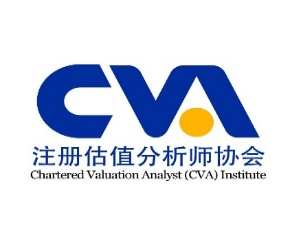 CVA
注册估值分析师协会
Chartered Valuation Analyst (CVA) Institute